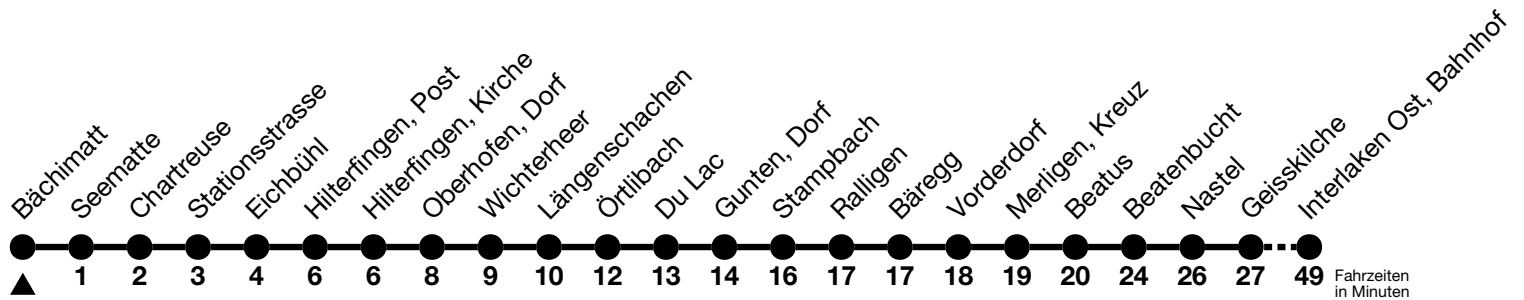 Bächimatt
Seematte
Chartreuse
Stationsstrasse
Eichbühl
Hilterfingen, Post
Hilterfingen, Kirche
Oberhofen, Dorf
Wichterheer
Längenschachen
Örtlibach
Du Lac
Gunten, Dorf
Stampbach
Ralligen
Bäregg
Vorderdorf
Merligen, Kreuz
Beatus
Beatenbucht
Nastel
Geisskilche
Interlaken Ost, Bahnhof
1 2 3 4 6 6 8 9 10 12 13 14 16 17 17 18 19 20 24 26 27 49
Fahrzeiten
in Minuten